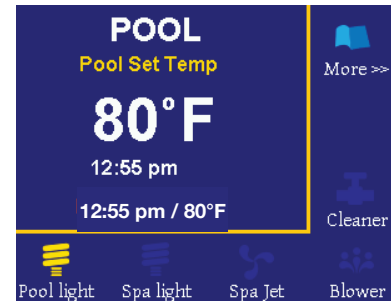 POOL
Pool Set Temp
80°F
12:55 pm
12:55 pm / 80°F
More >>
Cleaner
Pool light
Spa light
Spa Jet
Blower